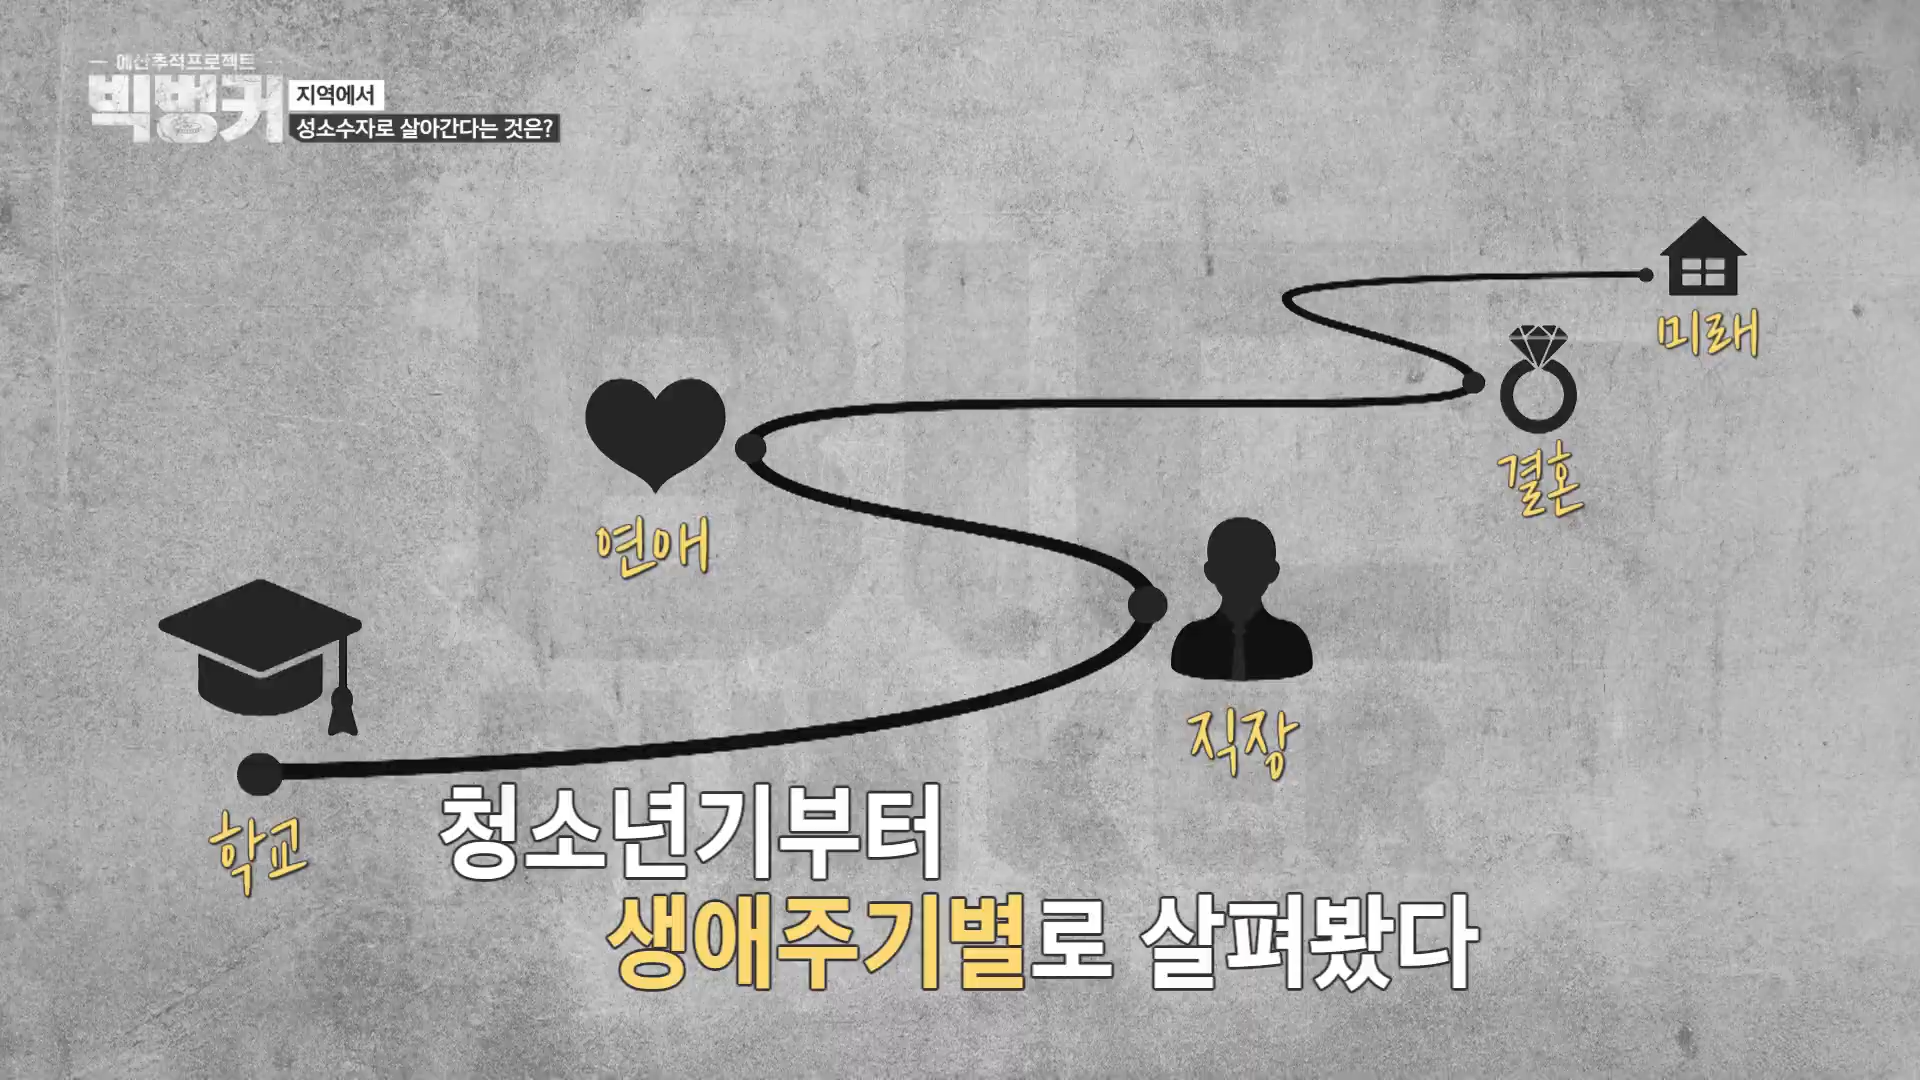 예산추적프로젝트
빅벙커
지역에서
성소수자로 살아간다는 것은?
미래
결혼
연애
직장
학교
청소년기부터
생애주기별로 살펴봤다